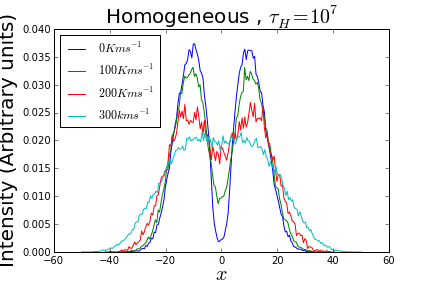 Homogeneous , τ_H=10^7
Intensity (Arbitrary units)
0.040
0.035
0.030
0.025
0.020
0.015
0.010
0.005
0.000
0Kms^{-1}
100Kms^{-1}
200Kms^{-1}
300kms^{-1}
−60 −40 −20 0 20 40 60
x